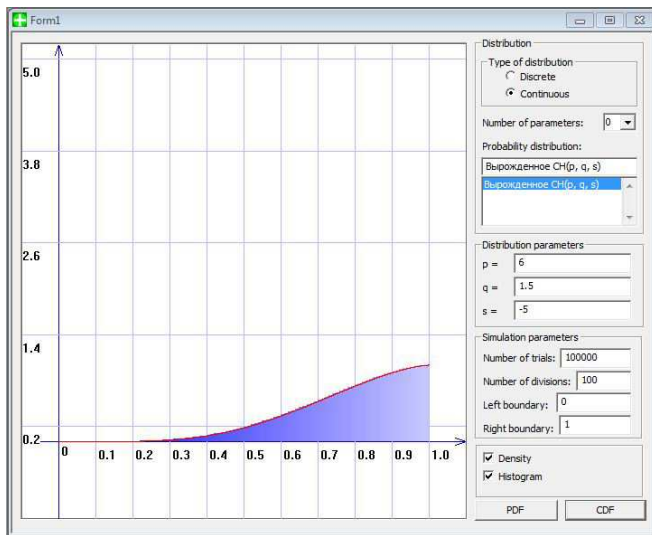 Form1
5.0
3.8
2.6
1.4
0.2
0 0.1 0.2 0.3 0.4 0.5 0.6 0.7 0.8 0.9 1.0
Distribution
Type of distribution
Discrete
Continuous
Number of parameters: 0
Probability distribution:
Вырожденное CH(p, q, s)
Вырожденное CH(p, q, s)
Distribution parameters
p = 6
q = 1.5
s = -5
Simulation parameters
Number of trials: 100000
Number of divisions: 100
Left boundary: 0
Right boundary: 1
Density
Histogram
PDF CDF